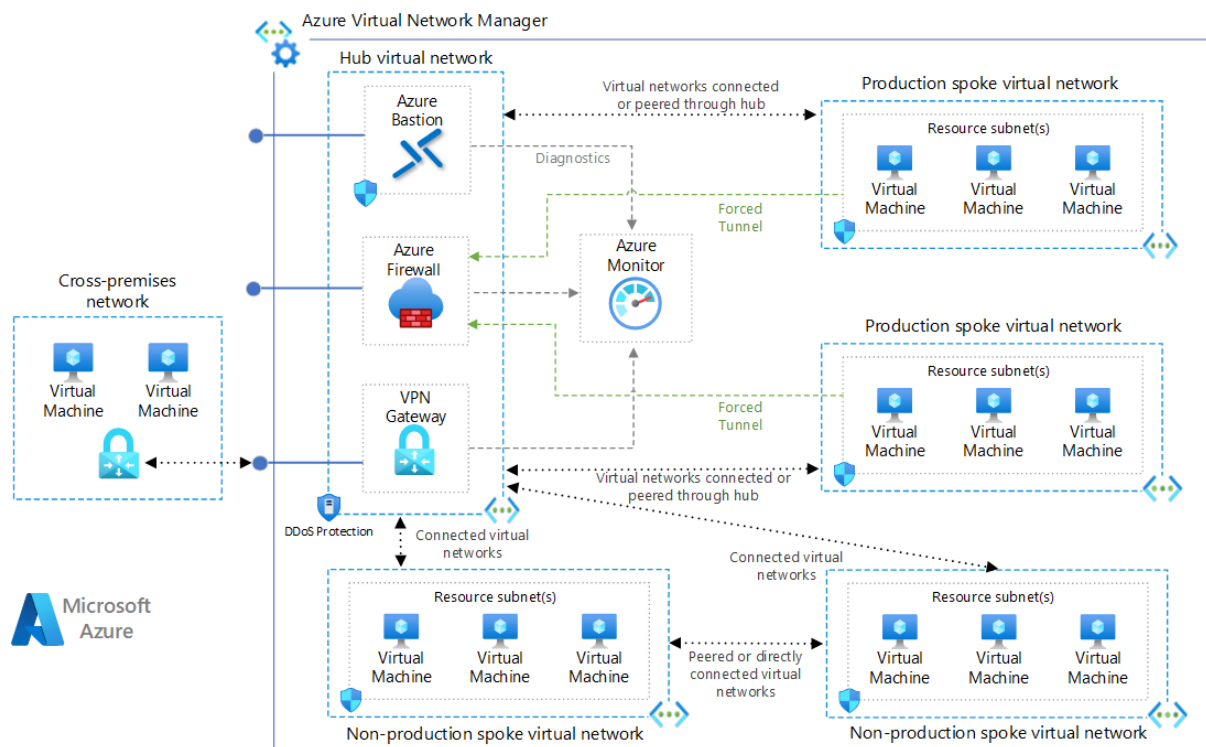 Azure Virtual Network Manager
Hub virtual network
Azure
Bastion
Virtual networks connected
or peered through hub
Production spoke virtual network
Resource subnet(s)
Virtual
Machine
Virtual
Machine
Virtual
Machine
Diagnostics
Forced
Tunnel
Azure
Firewall
Azure
Monitor
Cross-premises
network
Virtual
Machine
Virtual
Machine
Production spoke virtual network
Resource subnet(s)
Virtual
Machine
Virtual
Machine
Virtual
Machine
VPN
Gateway
Forced
Tunnel
Virtual networks connected or
peered through hub
DDoS Protection
Connected virtual
networks
Connected virtual
networks
Microsoft
Azure
Resource subnet(s)
Virtual
Machine
Virtual
Machine
Virtual
Machine
Non-production spoke virtual network
Peered or directly
connected virtual
networks
Resource subnet(s)
Virtual
Machine
Virtual
Machine
Virtual
Machine
Non-production spoke virtual network